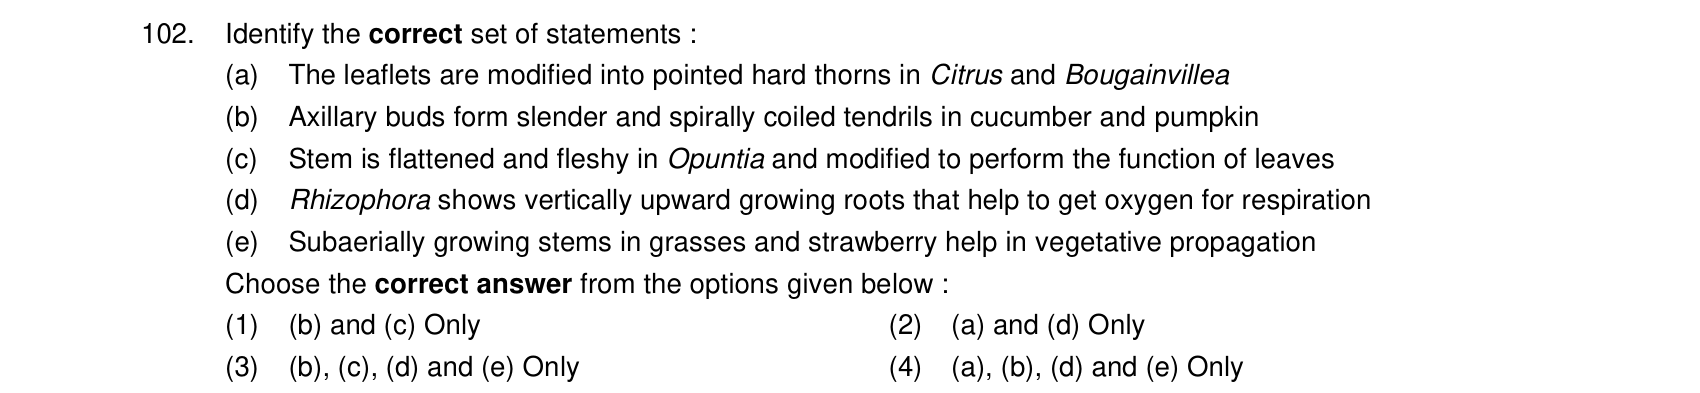 102. Identify the correct set of statements :
(a) The leaflets are modified into pointed hard thorns in Citrus and Bougainvillea
(b) Axillary buds form slender and spirally coiled tendrils in cucumber and pumpkin
(c) Stem is flattened and fleshy in Opuntia and modified to perform the function of leaves
(d) Rhizophora shows vertically upward growing roots that help to get oxygen for respiration
(e) Subaerially growing stems in grasses and strawberry help in vegetative propagation
Choose the correct answer from the options given below :
(1) (b) and (c) Only (2) (a) and (d) Only
(3) (b), (c), (d) and (e) Only (4) (a), (b), (d) and (e) Only